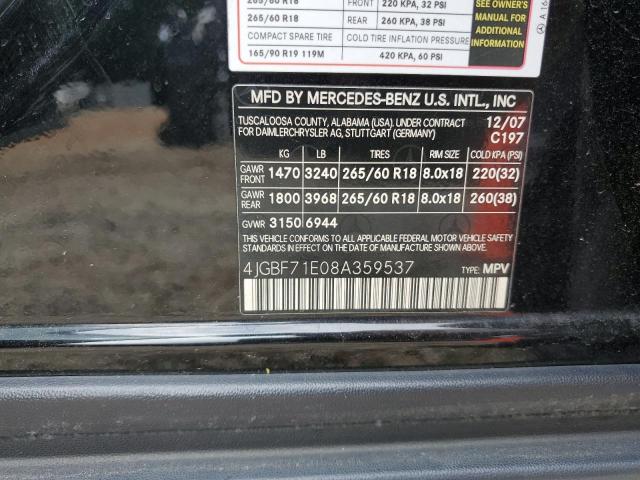 265/60 R18 FRONT 220 KPA, 32 PSI
265/60 R18 REAR 260 KPA, 38 PSI
COMPACT SPARE TIRE COLD TIRE INFLATION PRESSURE
165/90 R19 119M 420 KPA, 60 PSI
SEE OWNER'S
MANUAL FOR
ADDITIONAL
INFORMATION
A 16
MFD BY MERCEDES-BENZ U.S. INTL., INC
TUSCALOOSA COUNTY, ALABAMA (USA). UNDER CONTRACT 12/07
FOR DAIMLERCHRYSLER AG, STUTTGART (GERMANY) C197
KG LB TIRES RIM SIZE COLD KPA (PSI)
GAWR FRONT 1470 3240 265/60 R18 8.0x18 220(32)
GAWR REAR 1800 3968 265/60 R18 8.0x18 260(38)
GVWR 3150 6944
THIS VEHICLE CONFORMS TO ALL APPLICABLE FEDERAL MOTOR VEHICLE
SAFETY STANDARDS IN EFFECT ON THE DATE OF MANUFACTURE SHOWN
ABOVE.
4JGBF71E08A359537 TYPE: MPV